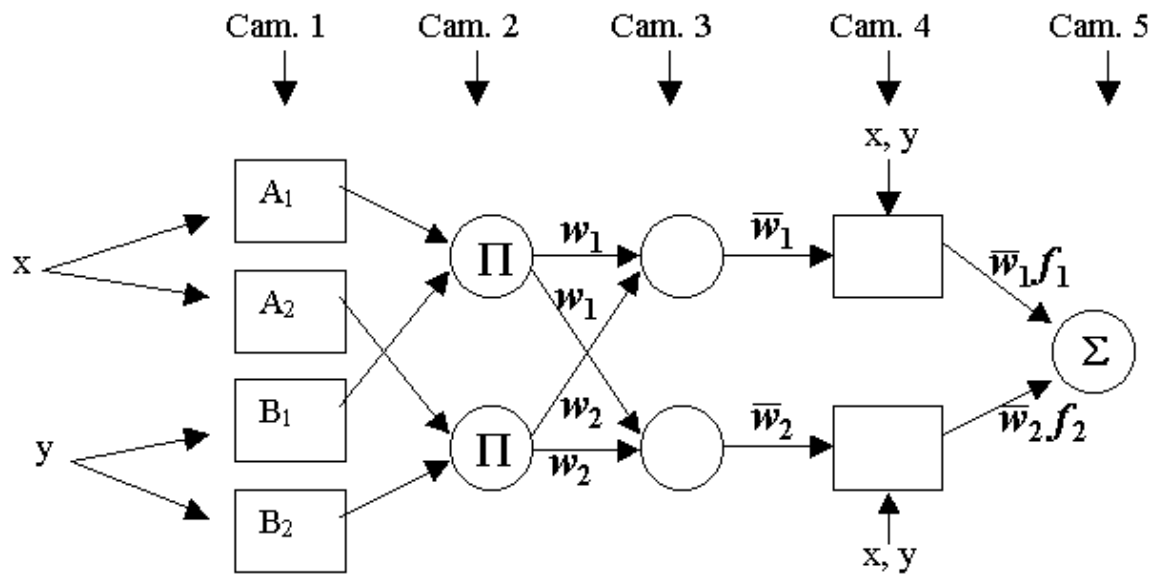 Cam. 1 Cam. 2 Cam. 3 Cam. 4 Cam. 5
x, y
A₁
w₁ w̅₁
x Π w̅₁f₁
A₂ w₁
Σ
B₁ w₂ w̅₂ w̅₂f₂
y Π w₂
B₂
x, y